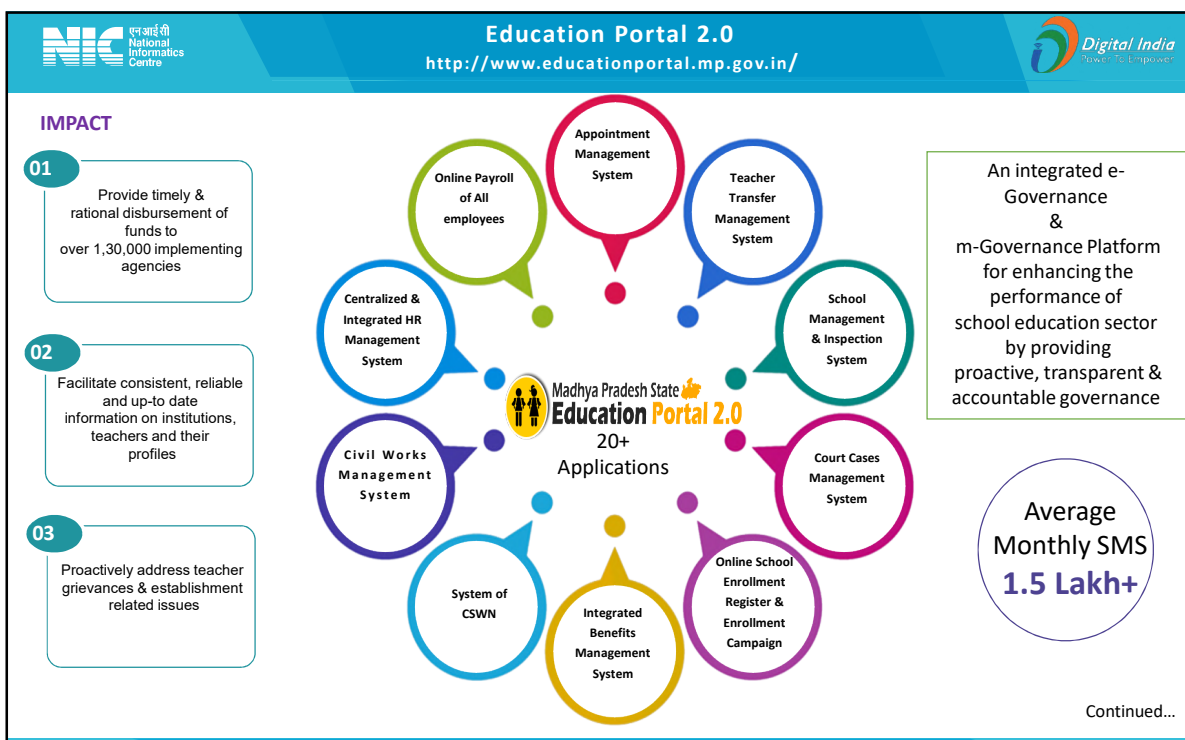 एनआईसी
NIC
National
Informatics
Centre
Education Portal 2.0
http://www.educationportal.mp.gov.in/
Digital India
Power To Empower
IMPACT
01
Provide timely &
rational disbursement of
funds to
over 1,30,000 implementing
agencies
02
Facilitate consistent, reliable
and up-to date
information on institutions,
teachers and their
profiles
03
Proactively address teacher
grievances & establishment
related issues
Appointment
Management
System
Teacher
Transfer
Management
System
School
Management
& Inspection
System
Court Cases
Management
System
Online School
Enrollment
Register &
Enrollment
Campaign
Integrated
Benefits
Management
System
System of
CSWN
Civil Works
Management
System
Centralized &
Integrated HR
Management
System
Online Payroll
of All
employees
Madhya Pradesh State
Education Portal 2.0
20+
Applications
An integrated e-
Governance
&
m-Governance Platform
for enhancing the
performance of
school education sector
by providing
proactive, transparent &
accountable governance
Average
Monthly SMS
1.5 Lakh+
Continued…